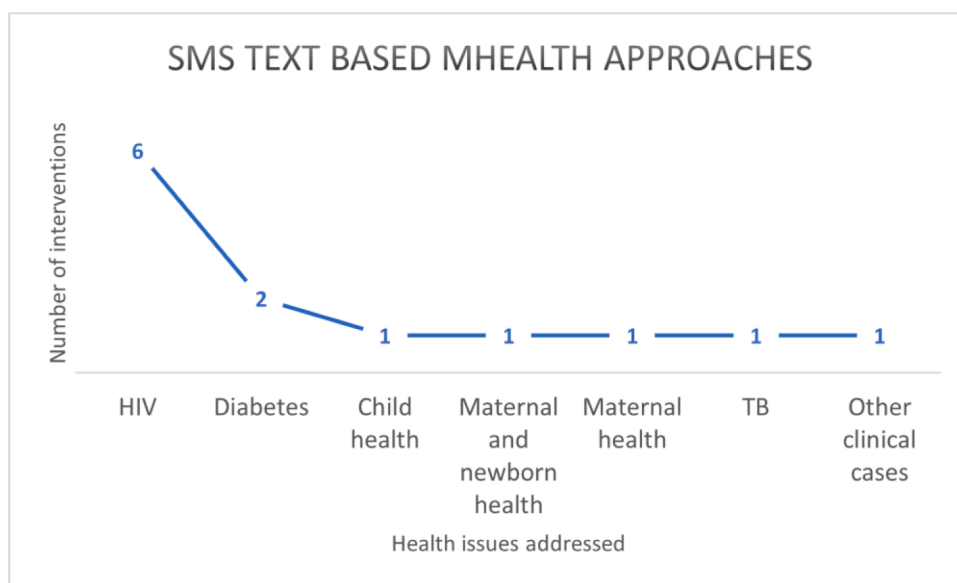 SMS TEXT BASED MHEALTH APPROACHES
Number of interventions
6
2
1
1
1
1
1
HIV
Diabetes
Child
health
Maternal
and
newborn
health
Maternal
health
TB
Other
clinical
cases
Health issues addressed